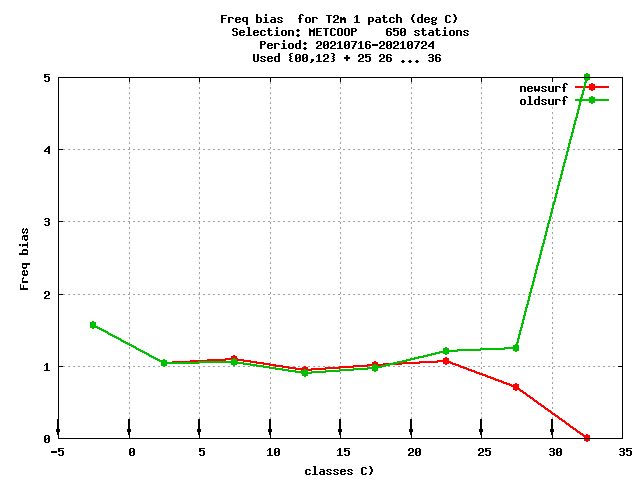 Freq bias  for T2m 1 patch (deg C)
Selection: METCOOP    650 stations
Period: 20210716-20210724
Used {00,12} + 25 26 ... 36
newsurf
oldsurf
5
4
3
2
1
0
Freq bias
-5 0 5 10 15 20 25 30 35
classes C)